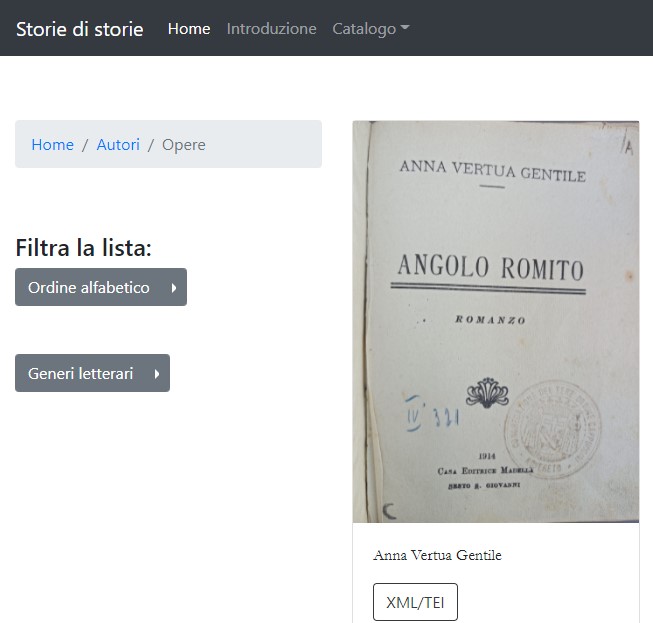 Storie di storie Home Introduzione Catalogo
Home / Autori / Opere
Filtra la lista:
Ordine alfabetico
Generi letterari
A
ANNA VERTUA GENTILE
ANGOLO ROMITO
ROMANZO
IV 321
1914
CASA EDITRICE MADELLA
SESTO S. GIOVANNI
Anna Vertua Gentile
XML/TEI